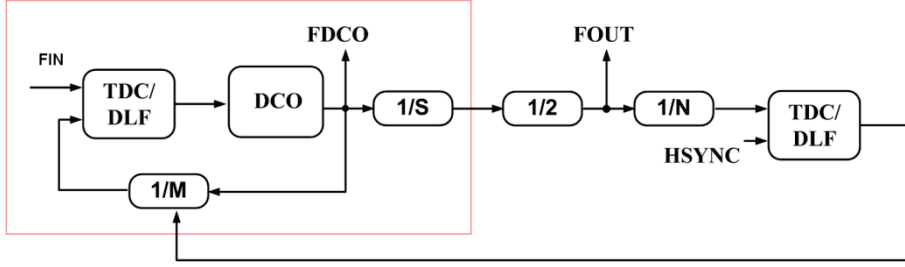 FDCO
FOUT
FIN
TDC/
DLF
DCO
1/S
1/2
1/N
TDC/
DLF
HSYNC
1/M